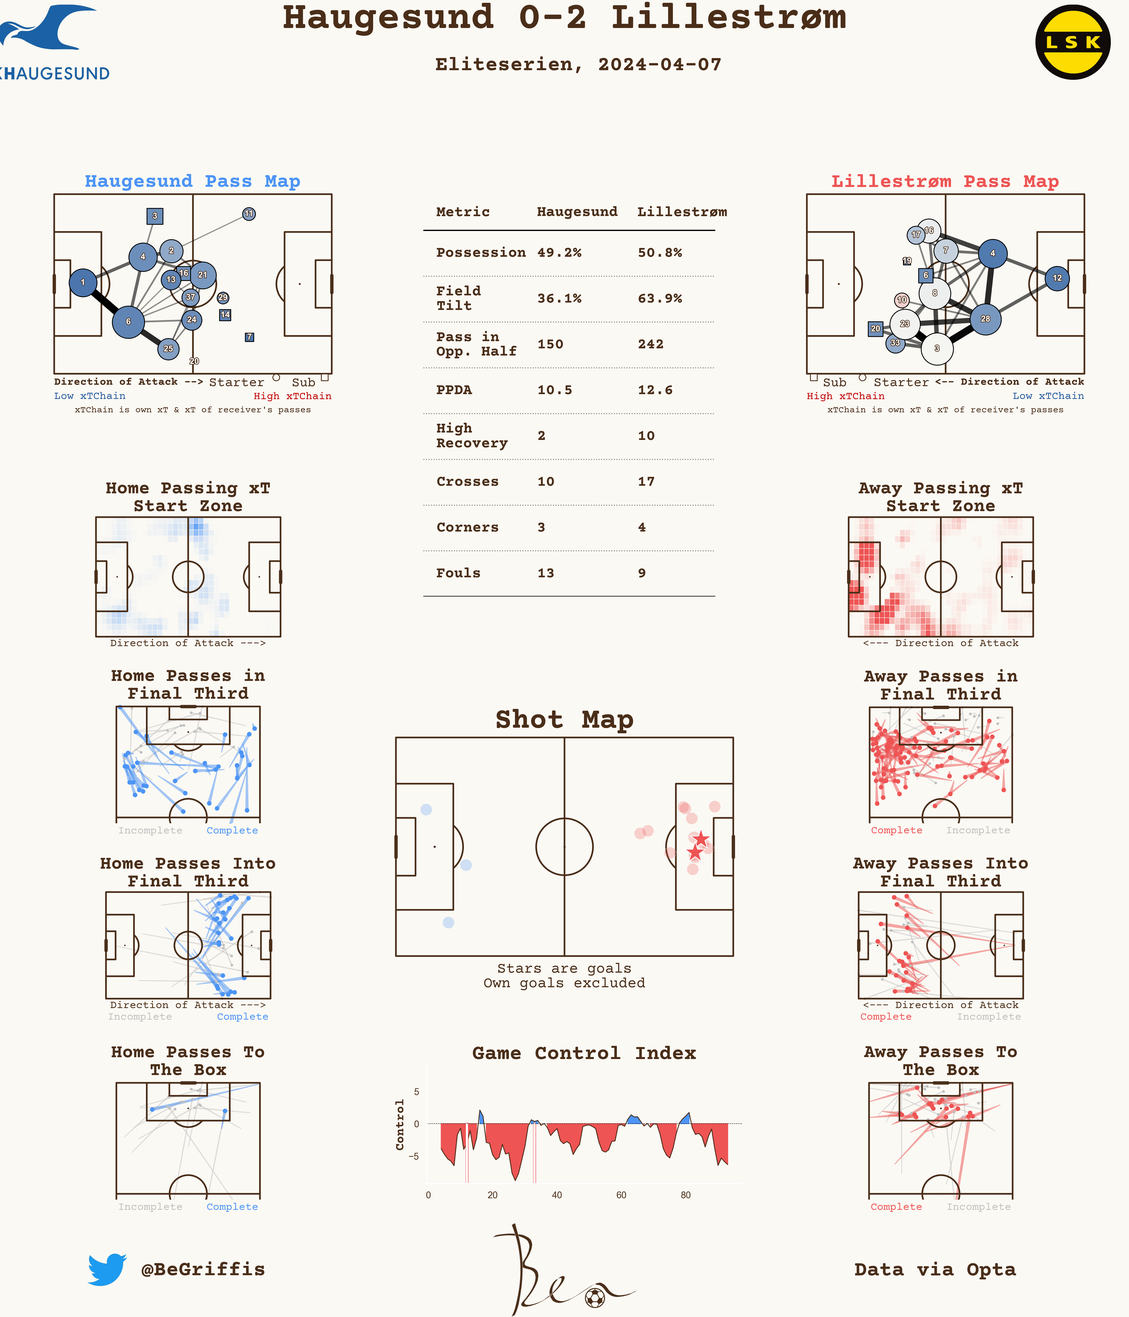 Haugesund 0-2 Lillestrøm
Eliteserien, 2024-04-07
KHAUGESUND
LSK
Haugesund Pass Map
3
11
4
2
1
16
13
21
37
29
14
6
24
25
7
20
Direction of Attack --> Starter Sub
Low xTChain High xTChain
xTChain is own xT & xT of receiver's passes
Metric Haugesund Lillestrøm
Possession 49.2% 50.8%
Field
Tilt 36.1% 63.9%
Pass in
Opp. Half 150 242
PPDA 10.5 12.6
High
Recovery 2 10
Crosses 10 17
Corners 3 4
Fouls 13 9
Lillestrøm Pass Map
17
16
7
4
19
6
12
8
10
23
28
20
33
3
Sub Starter <-- Direction of Attack
High xTChain Low xTChain
xTChain is own xT & xT of receiver's passes
Home Passing xT
Start Zone
Direction of Attack --->
Away Passing xT
Start Zone
<--- Direction of Attack
Home Passes in
Final Third
Incomplete Complete
Shot Map
Stars are goals
Own goals excluded
Away Passes in
Final Third
Complete Incomplete
Home Passes Into
Final Third
Direction of Attack --->
Incomplete Complete
Away Passes Into
Final Third
<--- Direction of Attack
Complete Incomplete
Home Passes To
The Box
Incomplete Complete
Game Control Index
Control
5
0
−5
0 20 40 60 80
Away Passes To
The Box
Complete Incomplete
@BeGriffis
Bea
Data via Opta